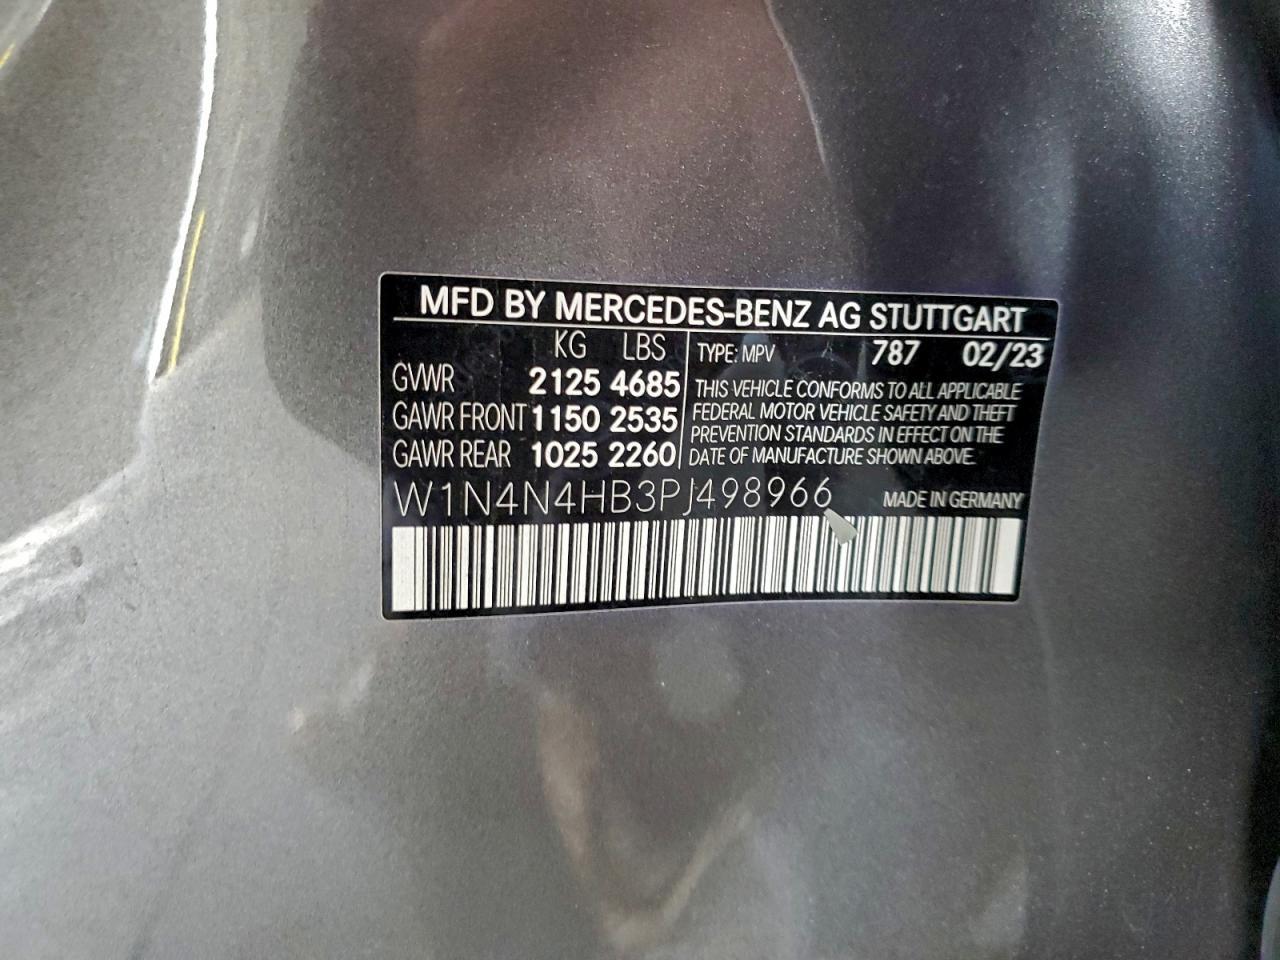 MFD BY MERCEDES-BENZ AG STUTTGART
KG LBS
GVWR 2125 4685
GAWR FRONT 1150 2535
GAWR REAR 1025 2260
TYPE: MPV 787 02/23
THIS VEHICLE CONFORMS TO ALL APPLICABLE
FEDERAL MOTOR VEHICLE SAFETY AND THEFT
PREVENTION STANDARDS IN EFFECT ON THE
DATE OF MANUFACTURE SHOWN ABOVE.
W1N4N4HB3PJ498966 MADE IN GERMANY